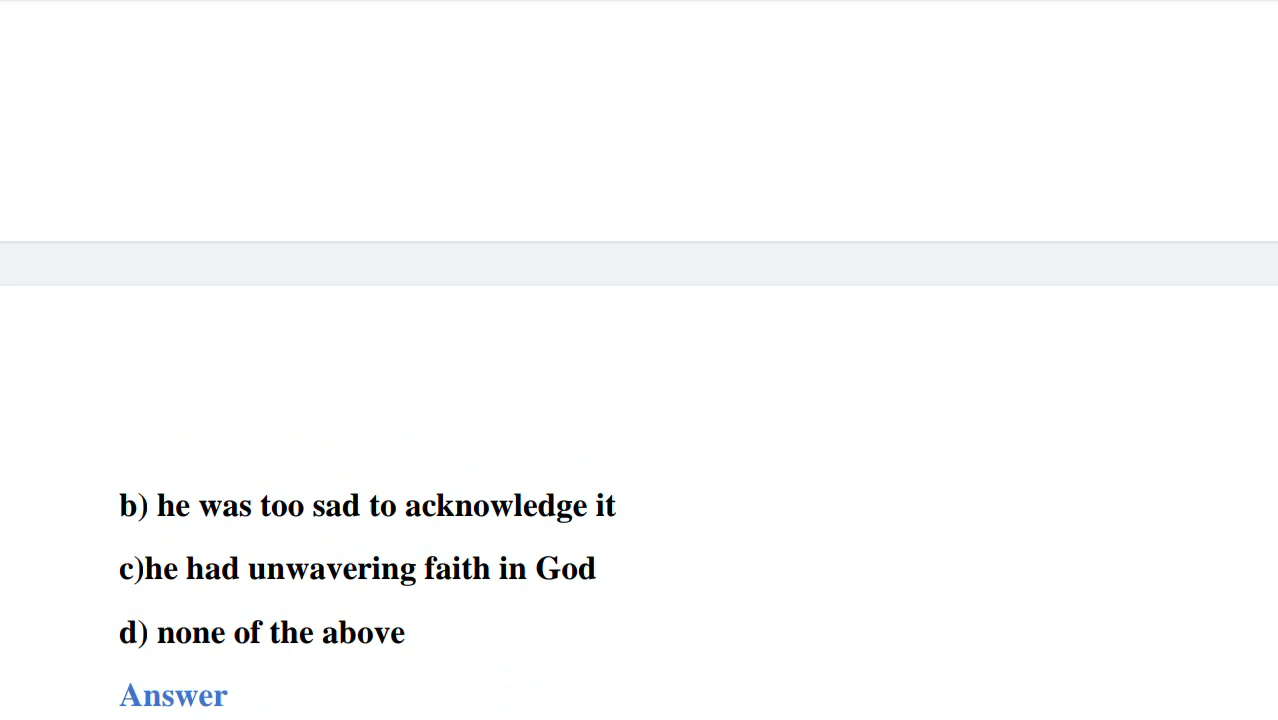 b) he was too sad to acknowledge it
c)he had unwavering faith in God
d) none of the above
Answer